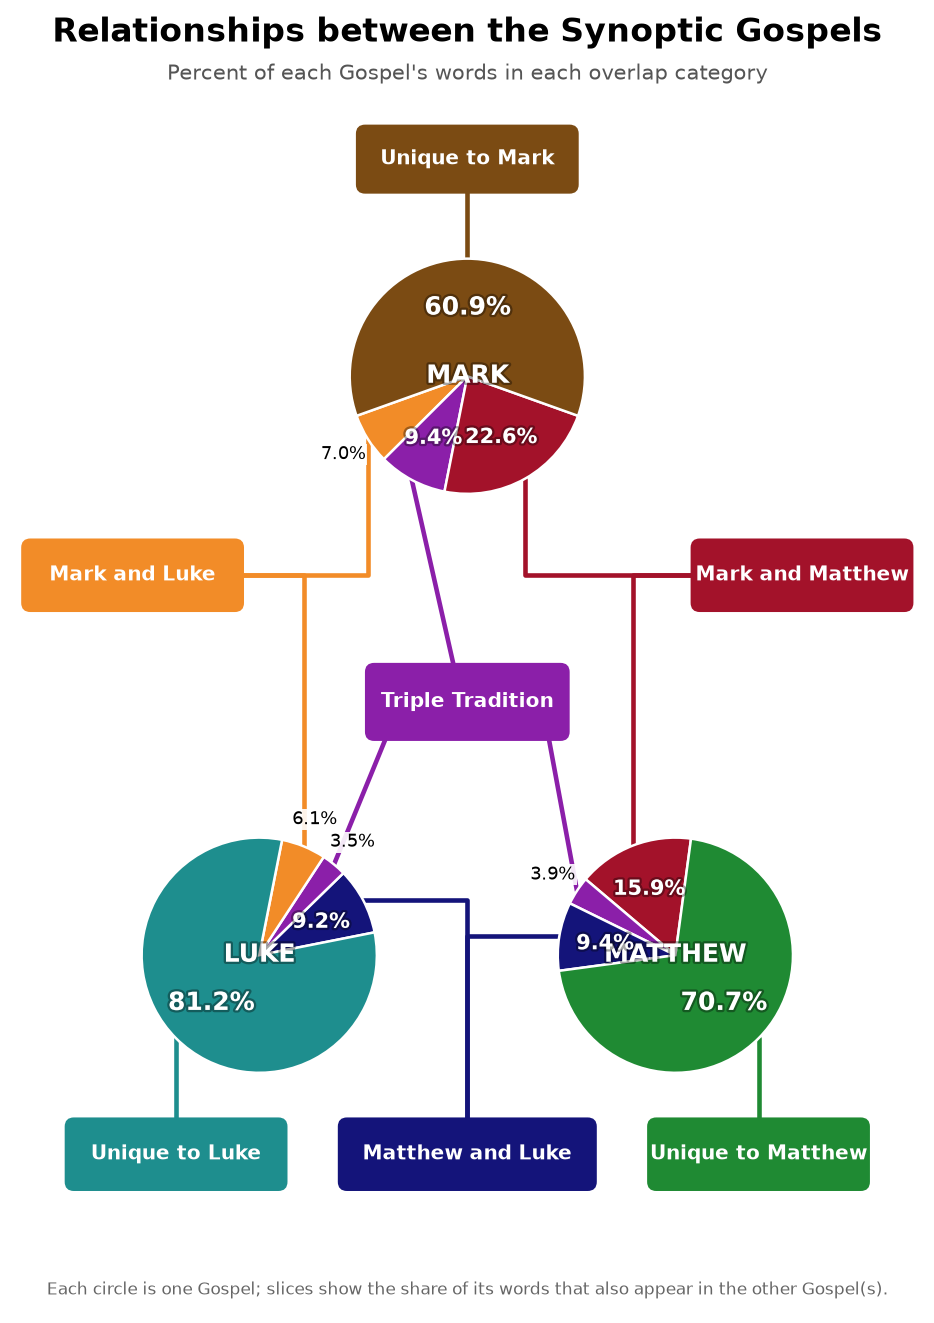 Relationships between the Synoptic Gospels
Percent of each Gospel's words in each overlap category
Unique to Mark
60.9%
MARK
9.4%
22.6%
7.0%
Mark and Luke
Mark and Matthew
Triple Tradition
6.1%
3.5%
9.2%
LUKE
81.2%
3.9%
15.9%
9.4%
MATTHEW
70.7%
Unique to Luke
Matthew and Luke
Unique to Matthew
Each circle is one Gospel; slices show the share of its words that also appear in the other Gospel(s).